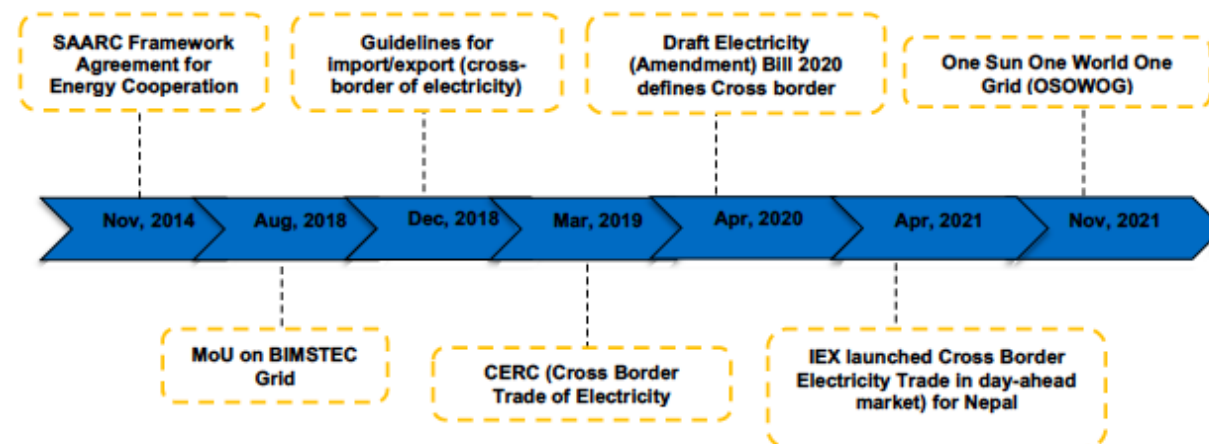 SAARC Framework
Agreement for
Energy Cooperation
Guidelines for
import/export (cross-
border of electricity)
Draft Electricity
(Amendment) Bill 2020
defines Cross border
One Sun One World One
Grid (OSOWOG)
Nov, 2014
Aug, 2018
Dec, 2018
Mar, 2019
Apr, 2020
Apr, 2021
Nov, 2021
MoU on BIMSTEC
Grid
CERC (Cross Border
Trade of Electricity
IEX launched Cross Border
Electricity Trade in day-ahead
market) for Nepal